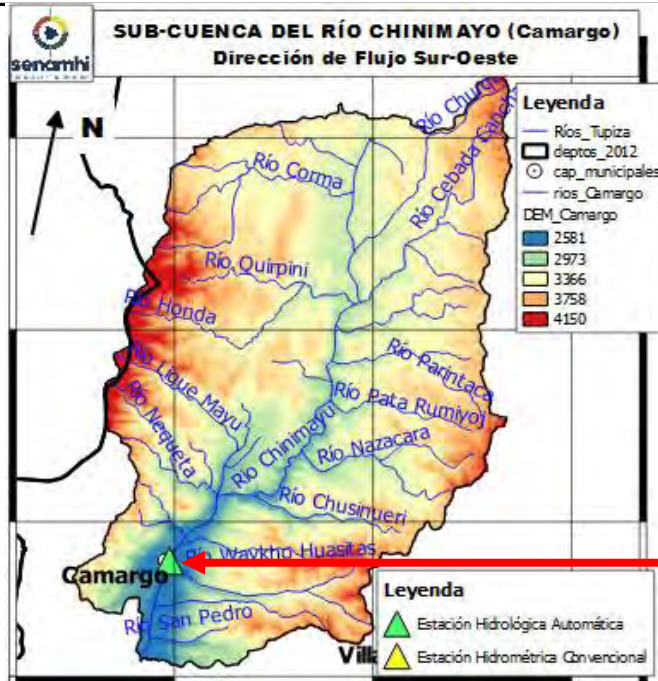 senamhi
SUB-CUENCA DEL RÍO CHINIMAYO (Camargo)
Dirección de Flujo Sur-Oeste
N
Leyenda
Ríos_Tupiza
deptos_2012
cap_municipales
rios_Camargo
DEM_Camargo
2581
2973
3366
3758
4150
Río Churqu
Río Cebada Cancha
Río Corma
Río Quirpini
Río Honda
Río Parintaca
Río Lique Mayu
Río Pata Rumiyoj
Río Nequeta
Río Chinimayu
Río Nazacara
Río Chusinueri
Río Waykho Huasitas
Camargo
Río San Pedro
Villa
Leyenda
Estación Hidrológica Automática
Estación Hidrométrica Convencional